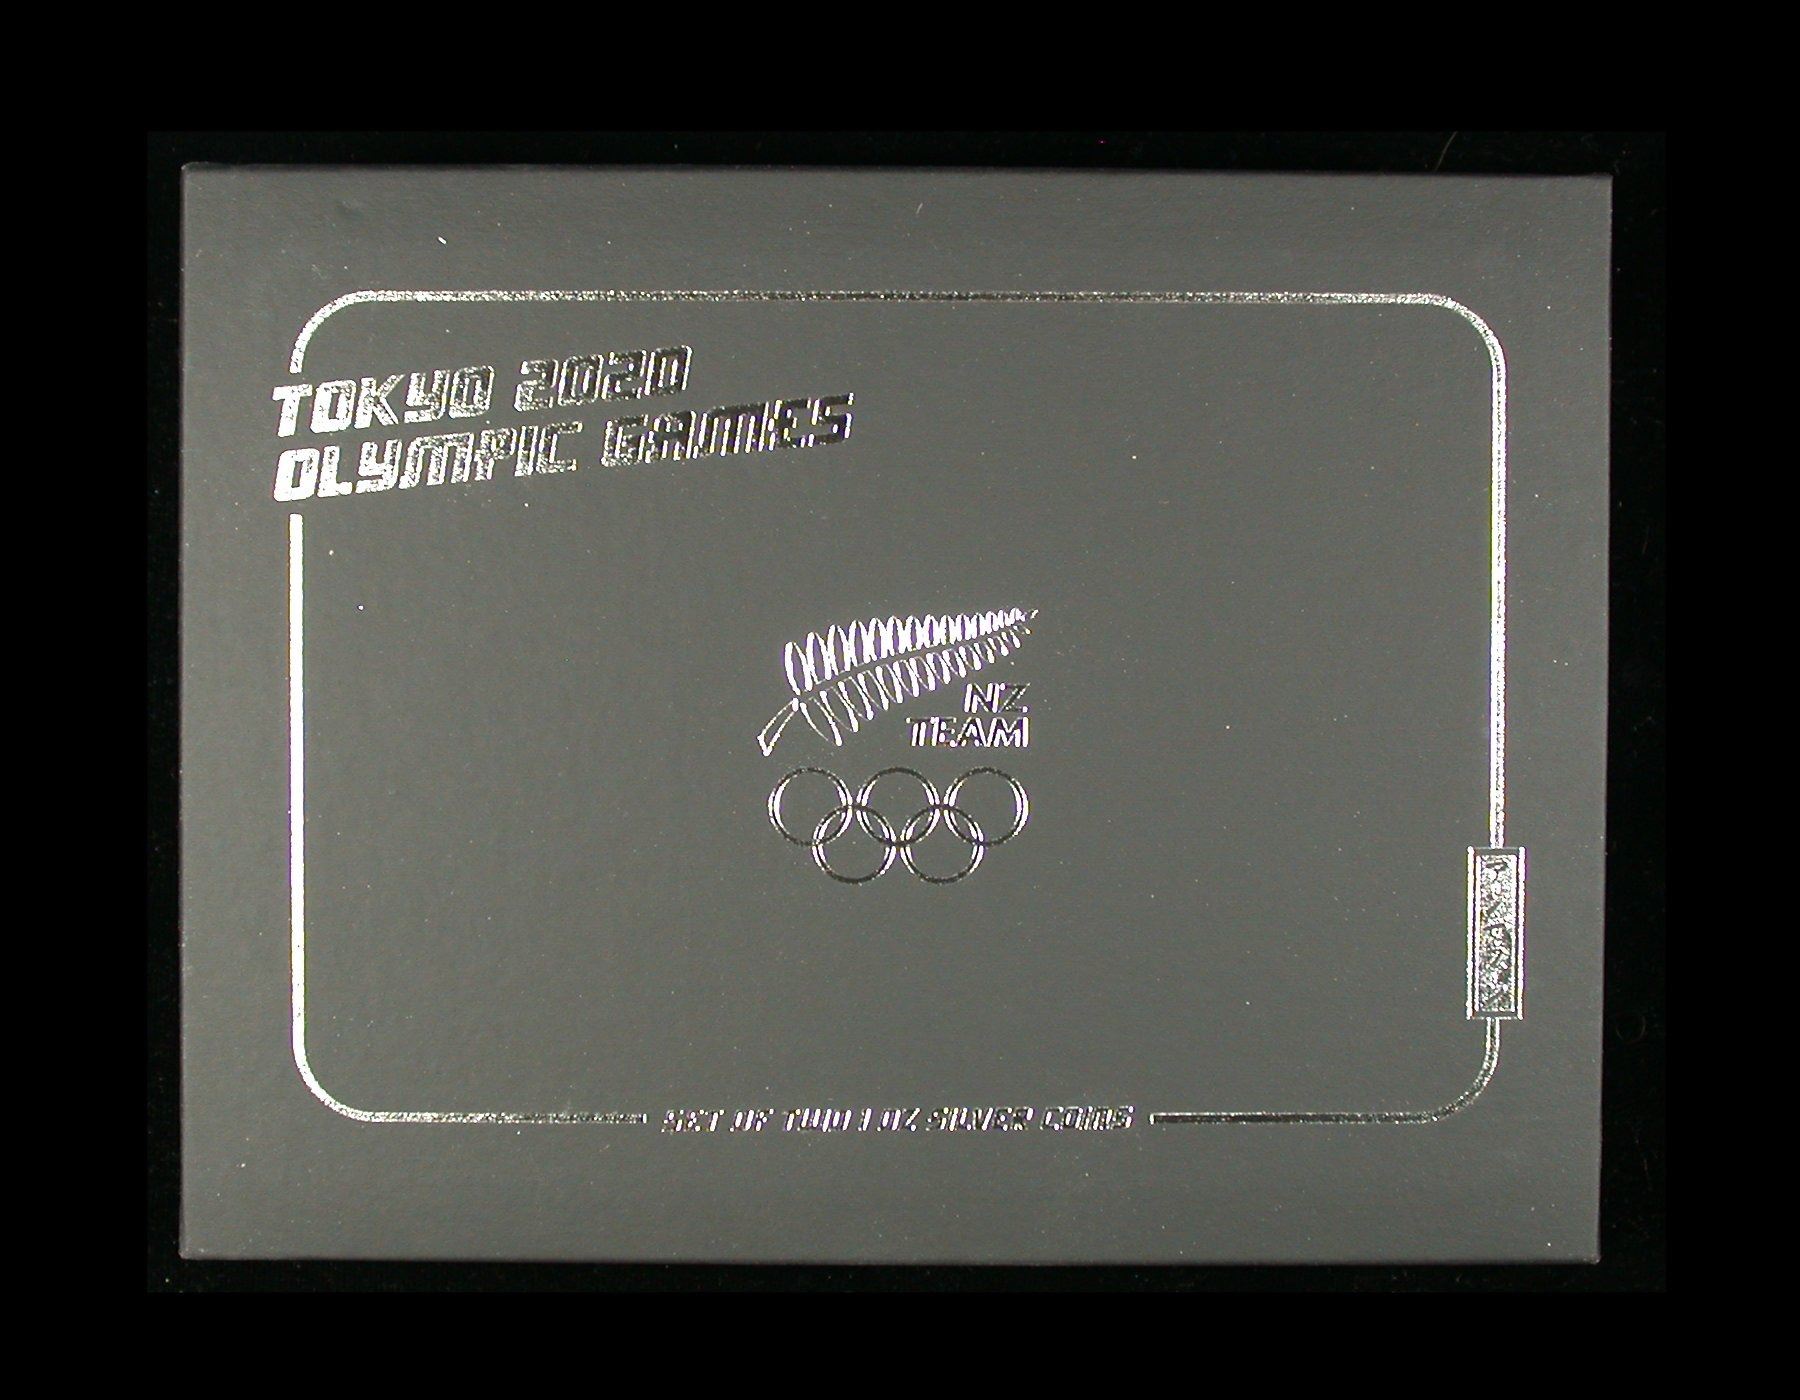 TOKYO 2020
OLYMPIC GAMES
NZ
TEAM
SET OF TWO 1 OZ SILVER COINS